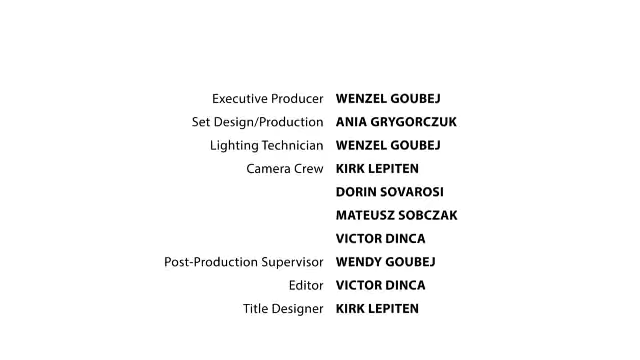 Executive Producer WENZEL GOUBEJ
Set Design/Production ANIA GRYGORCZUK
Lighting Technician WENZEL GOUBEJ
Camera Crew KIRK LEPITEN
DORIN SOVAROSI
MATEUSZ SOBCZAK
VICTOR DINCA
Post-Production Supervisor WENDY GOUBEJ
Editor VICTOR DINCA
Title Designer KIRK LEPITEN